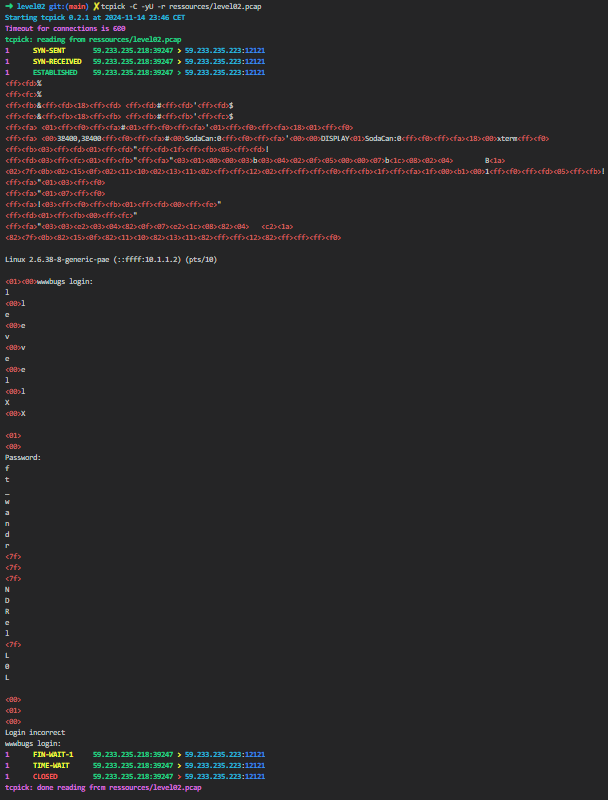 ➜ level02 git:(main) ✗ tcpick -C -yU -r ressources/level02.pcap
Starting tcpick 0.2.1 at 2024-11-14 23:46 CET
Timeout for connections is 600
tcpick: reading from ressources/level02.pcap
1 SYN-SENT 59.233.235.218:39247 > 59.233.235.223:12121
1 SYN-RECEIVED 59.233.235.218:39247 > 59.233.235.223:12121
1 ESTABLISHED 59.233.235.218:39247 > 59.233.235.223:12121
<ff><fd>%
<ff><fc>%
<ff><fb>&<ff><fd><18><ff><fd> <ff><fd>#<ff><fd>'<ff><fd>$
<ff><fe>&<ff><fb><18><ff><fb> <ff><fb>#<ff><fb>'<ff><fc>$
<ff><fa> <01><ff><f0><ff><fa>#<01><ff><f0><ff><fa>'<01><ff><f0><ff><fa><18><01><ff><f0>
<ff><fa> <00>38400,38400<ff><f0><ff><fa>#<00>SodaCan:0<ff><f0><ff><fa>'<00><00>DISPLAY<01>SodaCan:0<ff><f0><ff><fa><18><00>xterm<ff><f0>
<ff><fb><03><ff><fd><01><ff><fd>"<ff><fd><1f><ff><fb><05><ff><fd>!
<ff><fd><03><ff><fc><01><ff><fb>"<ff><fa>"<03><01><00><00><03>b<03><04><02><0f><05><00><00><07>b<1c><08><02><04> B<1a>
<02><7f><0b><02><15><0f><02><11><10><02><13><11><02><ff><ff><12><02><ff><ff><ff><f0><ff><fb><1f><ff><fa><1f><00><b1><00>1<ff><f0><ff><fd><05><ff><fb>!
<ff><fa>"<01><03><ff><f0>
<ff><fa>"<01><07><ff><f0>
<ff><fa>!<03><ff><f0><ff><fb><01><ff><fd><00><ff><fe>"
<ff><fd><01><ff><fb><00><ff><fc>"
<ff><fa>"<03><03><e2><03><04><82><0f><07><e2><1c><08><82><04> <c2><1a>
<82><7f><0b><82><15><0f><82><11><10><82><13><11><82><ff><ff><12><82><ff><ff><ff><f0>
Linux 2.6.38-8-generic-pae (::ffff:10.1.1.2) (pts/10)
<01><00>wwwbugs login:
l
<00>l
e
<00>e
v
<00>v
e
<00>e
l
<00>l
X
<00>X
<01>
<00>
Password:
f
t
_
w
a
n
d
r
<7f>
<7f>
<7f>
N
D
R
e
l
<7f>
L
0
L
<00>
<01>
<00>
Login incorrect
wwwbugs login:
1 FIN-WAIT-1 59.233.235.218:39247 > 59.233.235.223:12121
1 TIME-WAIT 59.233.235.218:39247 > 59.233.235.223:12121
1 CLOSED 59.233.235.218:39247 > 59.233.235.223:12121
tcpick: done reading from ressources/level02.pcap